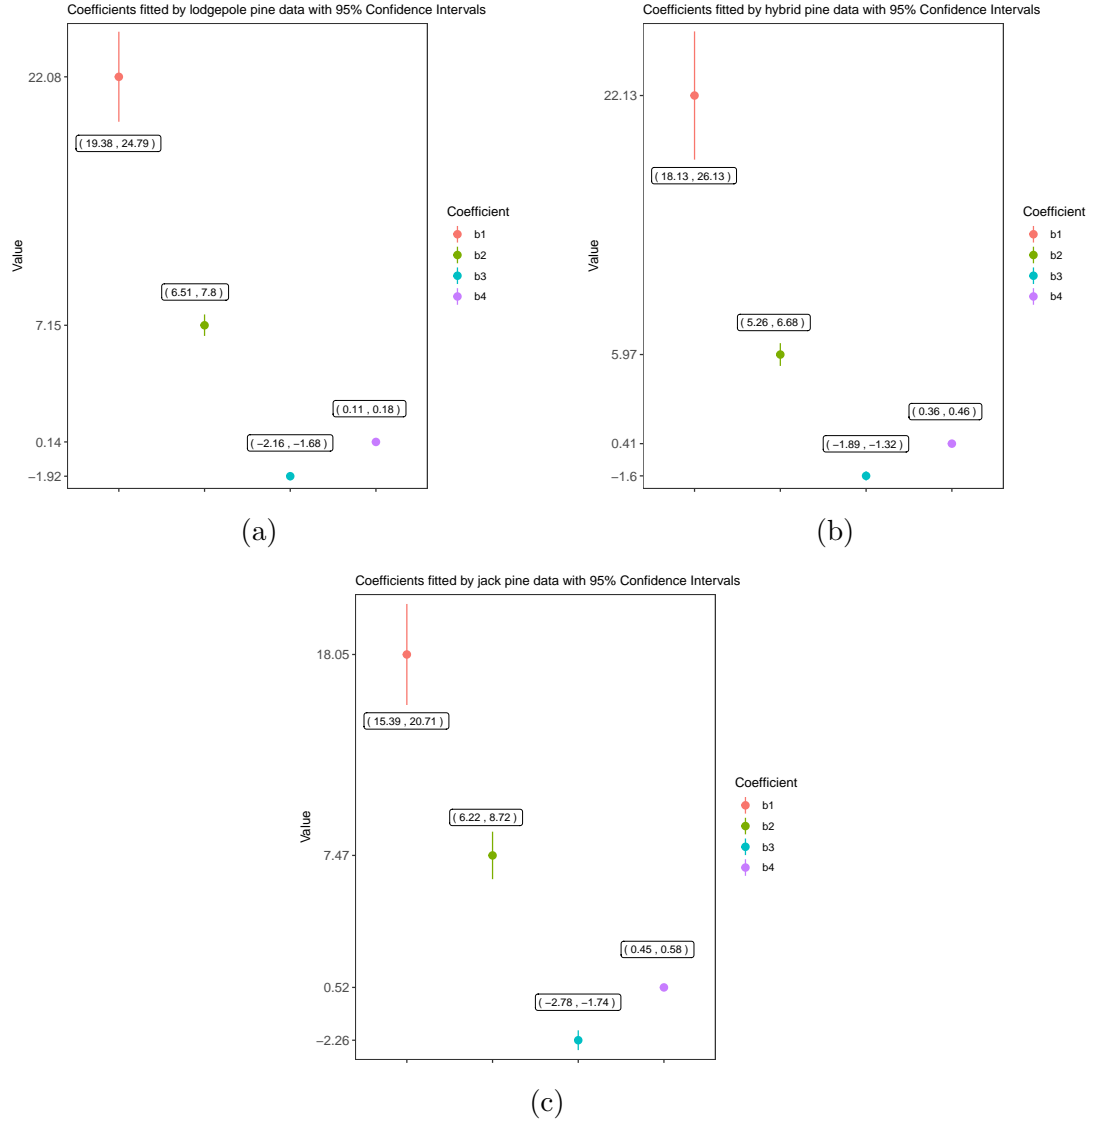 Coefficients fitted by lodgepole pine data with 95% Confidence Intervals
Value
22.08
7.15
0.14
−1.92
( 19.38 , 24.79 )
( 6.51 , 7.8 )
( −2.16 , −1.68 )
( 0.11 , 0.18 )
Coefficient
b1
b2
b3
b4
(a)
Coefficients fitted by hybrid pine data with 95% Confidence Intervals
Value
22.13
5.97
0.41
−1.6
( 18.13 , 26.13 )
( 5.26 , 6.68 )
( −1.89 , −1.32 )
( 0.36 , 0.46 )
Coefficient
b1
b2
b3
b4
(b)
Coefficients fitted by jack pine data with 95% Confidence Intervals
Value
18.05
7.47
0.52
−2.26
( 15.39 , 20.71 )
( 6.22 , 8.72 )
( −2.78 , −1.74 )
( 0.45 , 0.58 )
Coefficient
b1
b2
b3
b4
(c)